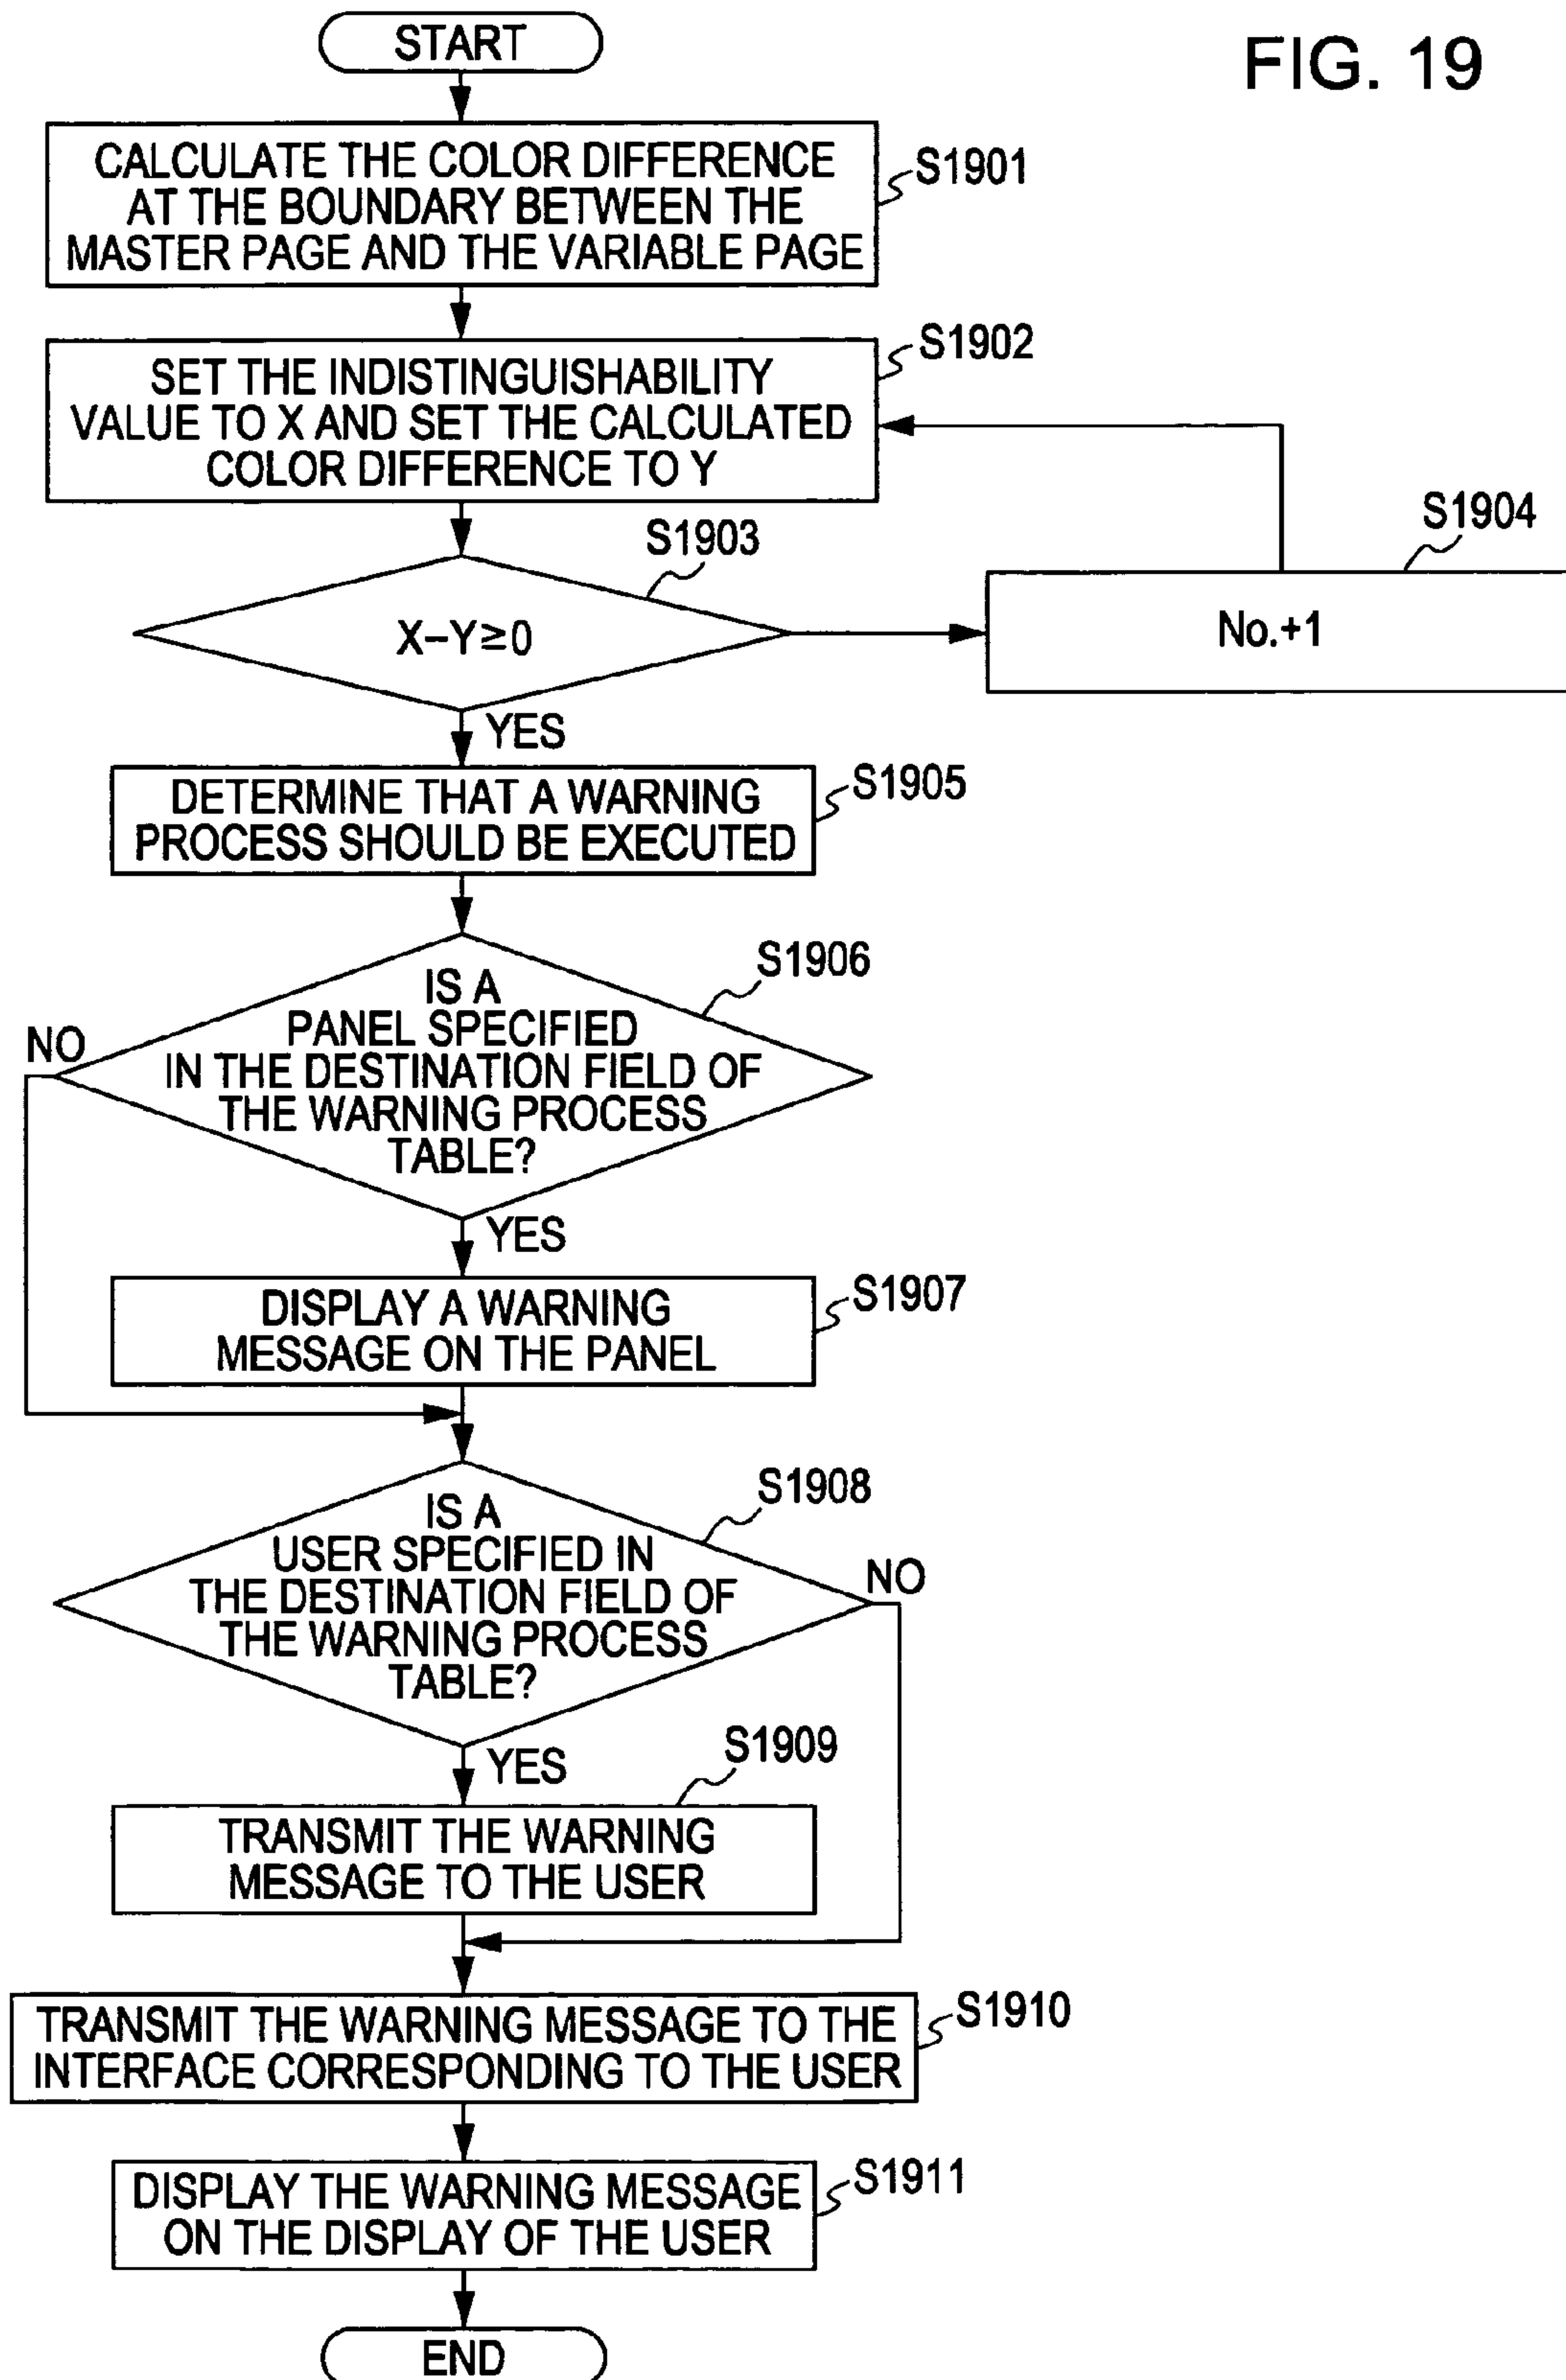 START
FIG. 19
CALCULATE THE COLOR DIFFERENCE
AT THE BOUNDARY BETWEEN THE
MASTER PAGE AND THE VARIABLE PAGE
S1901
SET THE INDISTINGUISHABILITY
VALUE TO X AND SET THE CALCULATED
COLOR DIFFERENCE TO Y
S1902
S1903
X-Y≥0
S1904
No.+1
YES
DETERMINE THAT A WARNING
PROCESS SHOULD BE EXECUTED
S1905
S1906
IS A
PANEL SPECIFIED
IN THE DESTINATION FIELD OF
THE WARNING PROCESS
TABLE?
NO
YES
DISPLAY A WARNING
MESSAGE ON THE PANEL
S1907
S1908
IS A
USER SPECIFIED IN
THE DESTINATION FIELD OF
THE WARNING PROCESS
TABLE?
NO
YES
S1909
TRANSMIT THE WARNING
MESSAGE TO THE USER
TRANSMIT THE WARNING MESSAGE TO THE
INTERFACE CORRESPONDING TO THE USER
S1910
DISPLAY THE WARNING MESSAGE
ON THE DISPLAY OF THE USER
S1911
END